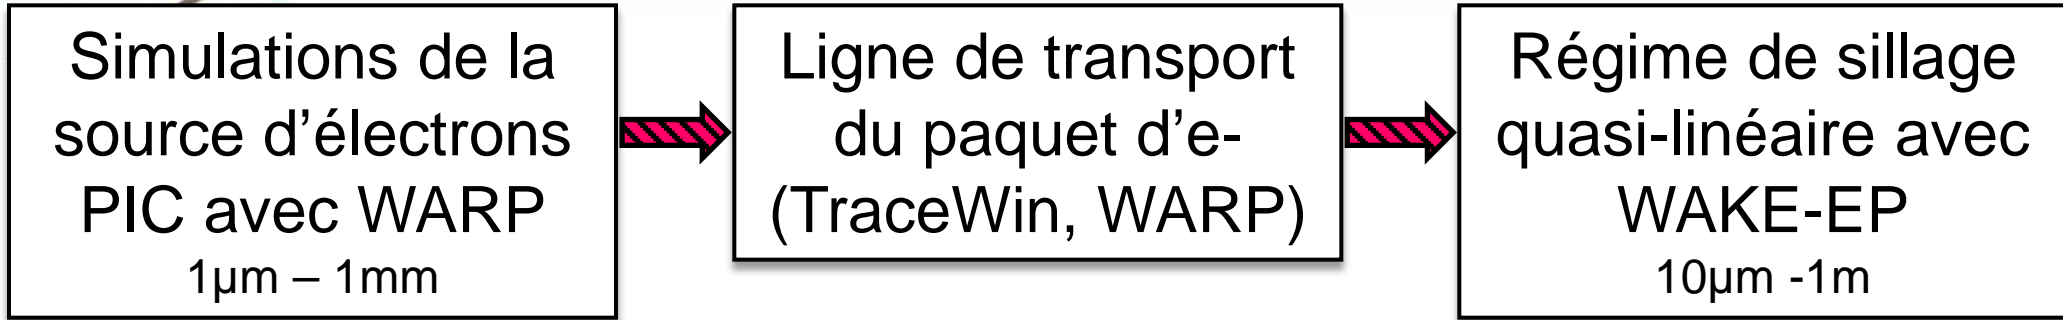 Simulations de la
source d’électrons
PIC avec WARP
1µm – 1mm
Ligne de transport
du paquet d’e-
(TraceWin, WARP)
Régime de sillage
quasi-linéaire avec
WAKE-EP
10µm -1m